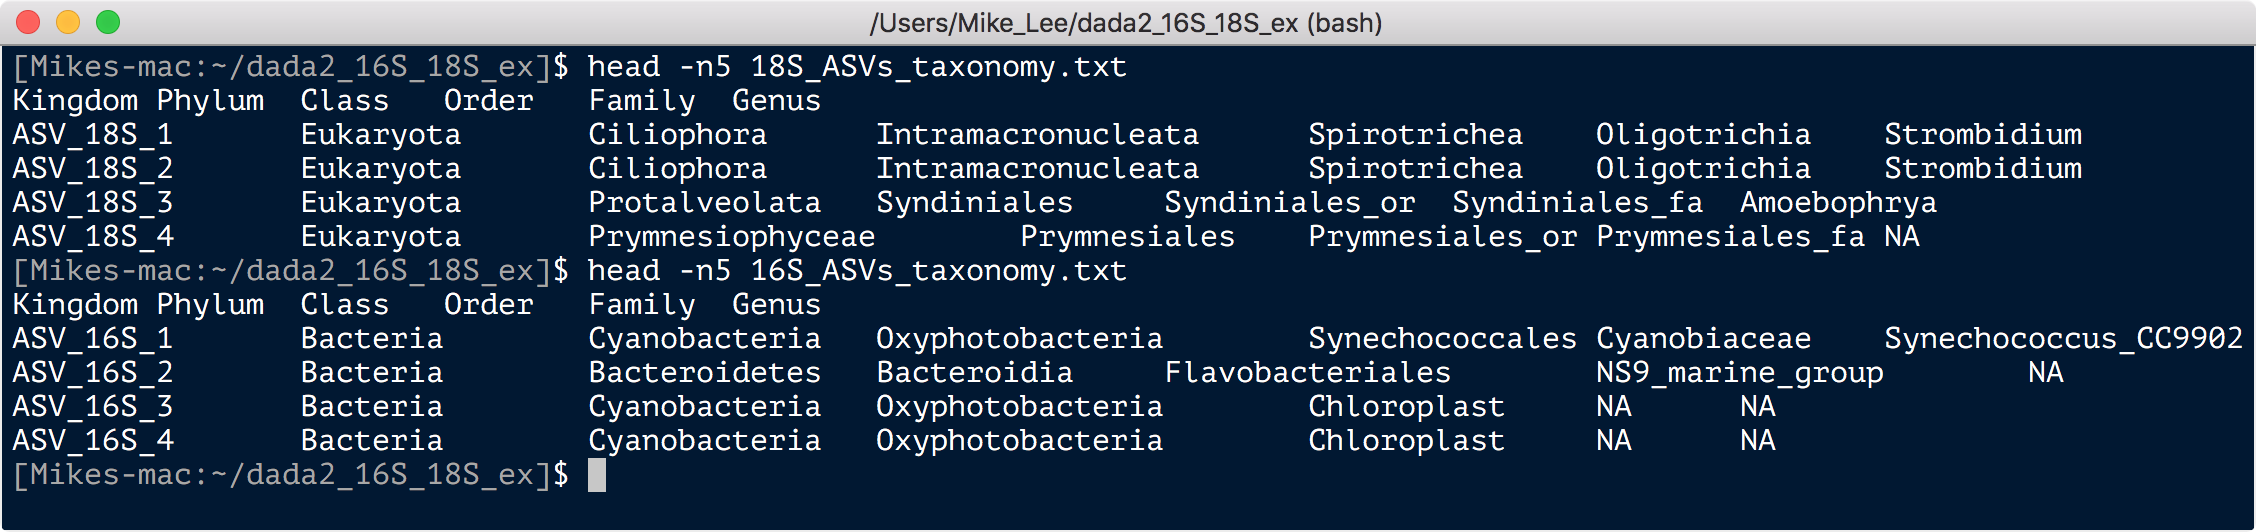 /Users/Mike_Lee/dada2_16S_18S_ex (bash)
[Mikes-mac:~/dada2_16S_18S_ex]$ head -n5 18S_ASVs_taxonomy.txt
Kingdom Phylum  Class   Order   Family  Genus
ASV_18S_1       Eukaryota       Ciliophora      Intramacronucleata      Spirotrichea    Oligotrichia    Strombidium
ASV_18S_2       Eukaryota       Ciliophora      Intramacronucleata      Spirotrichea    Oligotrichia    Strombidium
ASV_18S_3       Eukaryota       Protalveolata   Syndiniales     Syndiniales_or  Syndiniales_fa  Amoebophrya
ASV_18S_4       Eukaryota       Prymnesiophyceae        Prymnesiales    Prymnesiales_or Prymnesiales_fa NA
[Mikes-mac:~/dada2_16S_18S_ex]$ head -n5 16S_ASVs_taxonomy.txt
Kingdom Phylum  Class   Order   Family  Genus
ASV_16S_1       Bacteria        Cyanobacteria   Oxyphotobacteria        Synechococcales Cyanobiaceae    Synechococcus_CC9902
ASV_16S_2       Bacteria        Bacteroidetes   Bacteroidia     Flavobacteriales        NS9_marine_group        NA
ASV_16S_3       Bacteria        Cyanobacteria   Oxyphotobacteria        Chloroplast     NA      NA
ASV_16S_4       Bacteria        Cyanobacteria   Oxyphotobacteria        Chloroplast     NA      NA
[Mikes-mac:~/dada2_16S_18S_ex]$